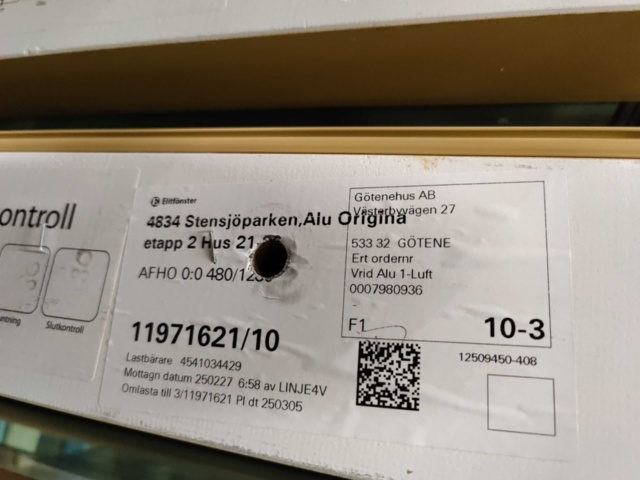 Elitfönster
4834 Stensjöparken,Alu Origina
etapp 2 Hus 21
AFHO 0:0 480/12
11971621/10
Lastbärare 4541034429
Mottagn datum 250227 6:58 av LINJE4V
Omlasta till 3/11971621 Pl dt 250305
Götenehus AB
Västerbyvägen 27
533 32 GÖTENE
Ert ordernr
Vrid Alu 1-Luft
0007980936
F1 10-3
12509450-408
ontroll
Slutkontroll